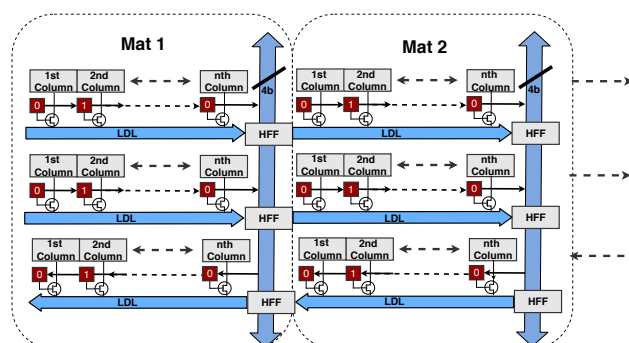 Mat 1
Mat 2
1st Column
2nd Column
nth Column
4b
1st Column
2nd Column
nth Column
4b
0
1
0
0
1
0
LDL
HFF
LDL
HFF
1st Column
2nd Column
nth Column
1st Column
2nd Column
nth Column
0
1
0
0
1
0
LDL
HFF
LDL
HFF
1st Column
2nd Column
nth Column
1st Column
2nd Column
nth Column
0
1
0
0
1
0
LDL
HFF
LDL
HFF